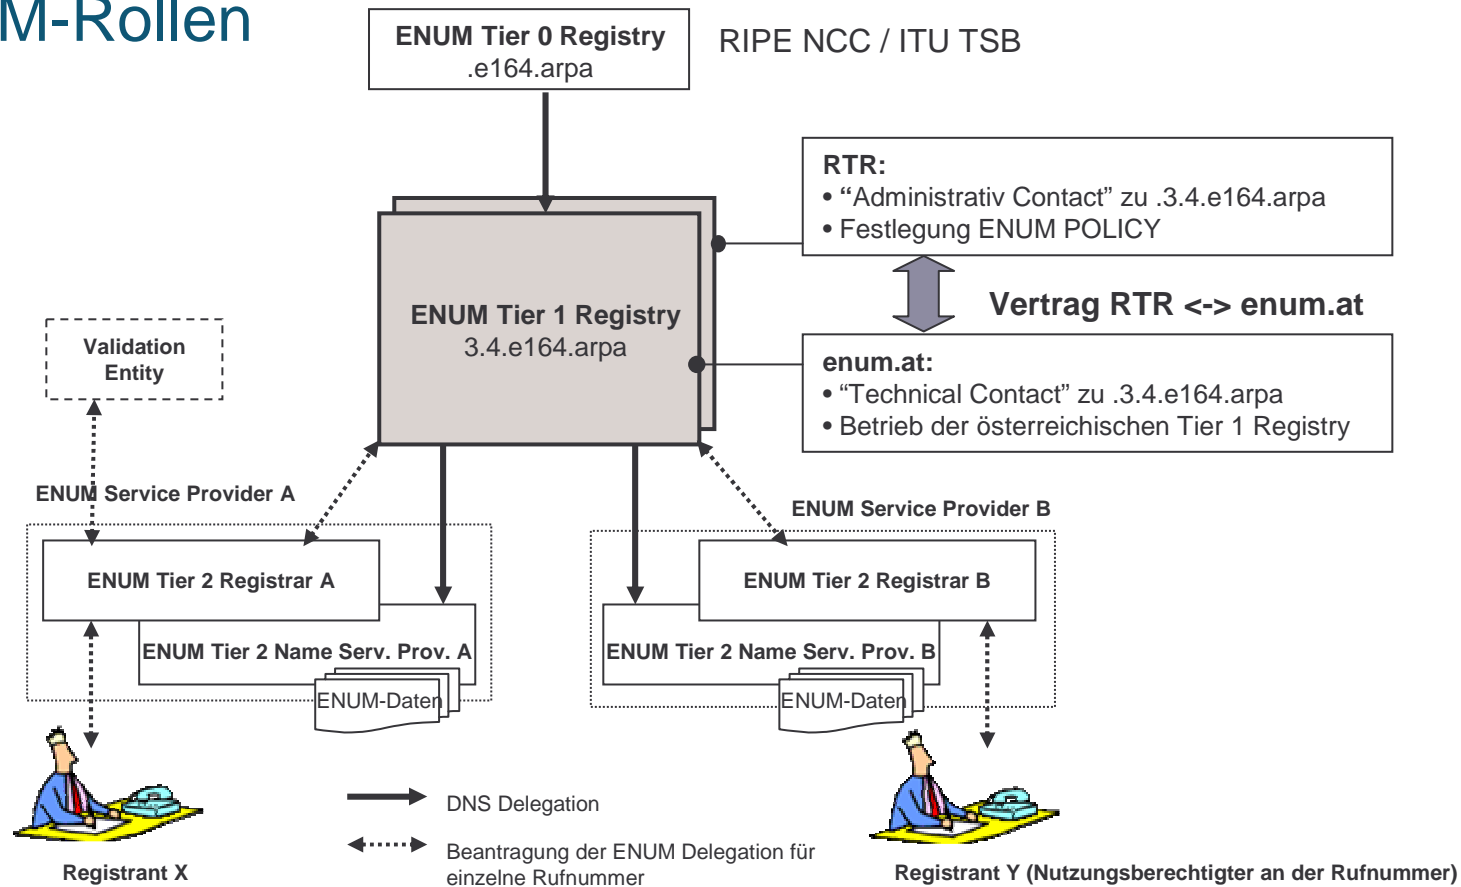 M-Rollen
ENUM Tier 0 Registry
.e164.arpa
RIPE NCC / ITU TSB
RTR:
• “Administrativ Contact” zu .3.4.e164.arpa
• Festlegung ENUM POLICY
Vertrag RTR <-> enum.at
ENUM Tier 1 Registry
3.4.e164.arpa
enum.at:
• “Technical Contact” zu .3.4.e164.arpa
• Betrieb der österreichischen Tier 1 Registry
Validation
Entity
ENUM Service Provider A
ENUM Service Provider B
ENUM Tier 2 Registrar A
ENUM Tier 2 Registrar B
ENUM Tier 2 Name Serv. Prov. A
ENUM Tier 2 Name Serv. Prov. B
ENUM-Daten
ENUM-Daten
DNS Delegation
Beantragung der ENUM Delegation für
einzelne Rufnummer
Registrant X
Registrant Y (Nutzungsberechtigter an der Rufnummer)